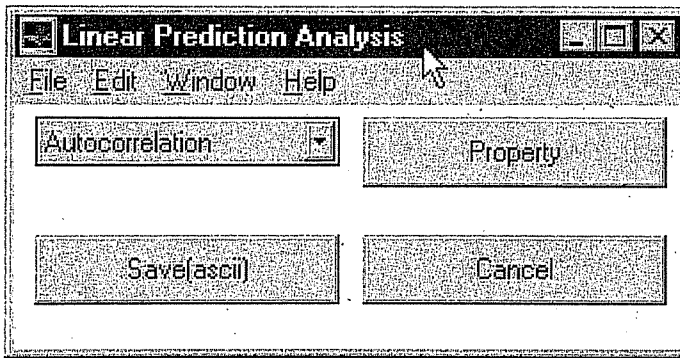 Linear Prediction Analysis
File Edit Window Help
Autocorrelation Property
Save(ascii) Cancel